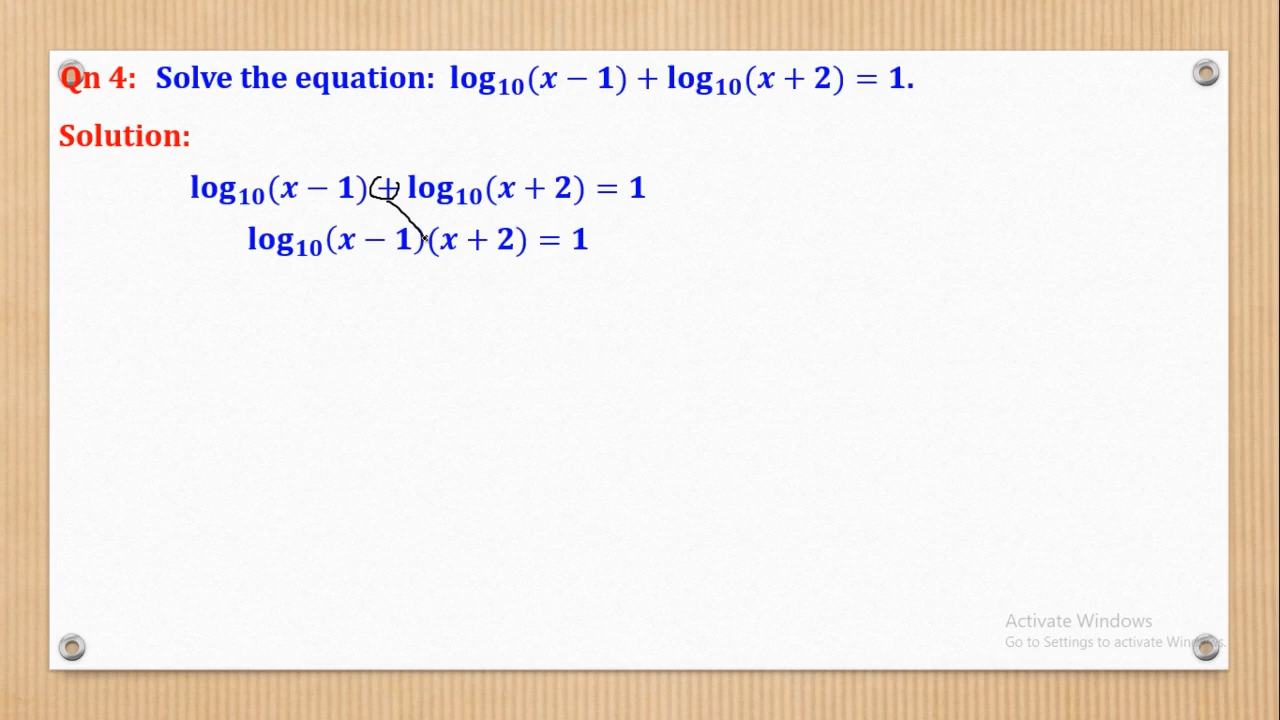 Qn 4: Solve the equation: log₁₀(x − 1) + log₁₀(x + 2) = 1.
Solution:
log₁₀(x − 1) + log₁₀(x + 2) = 1
log₁₀(x − 1)(x + 2) = 1
Activate Windows
Go to Settings to activate Windows.